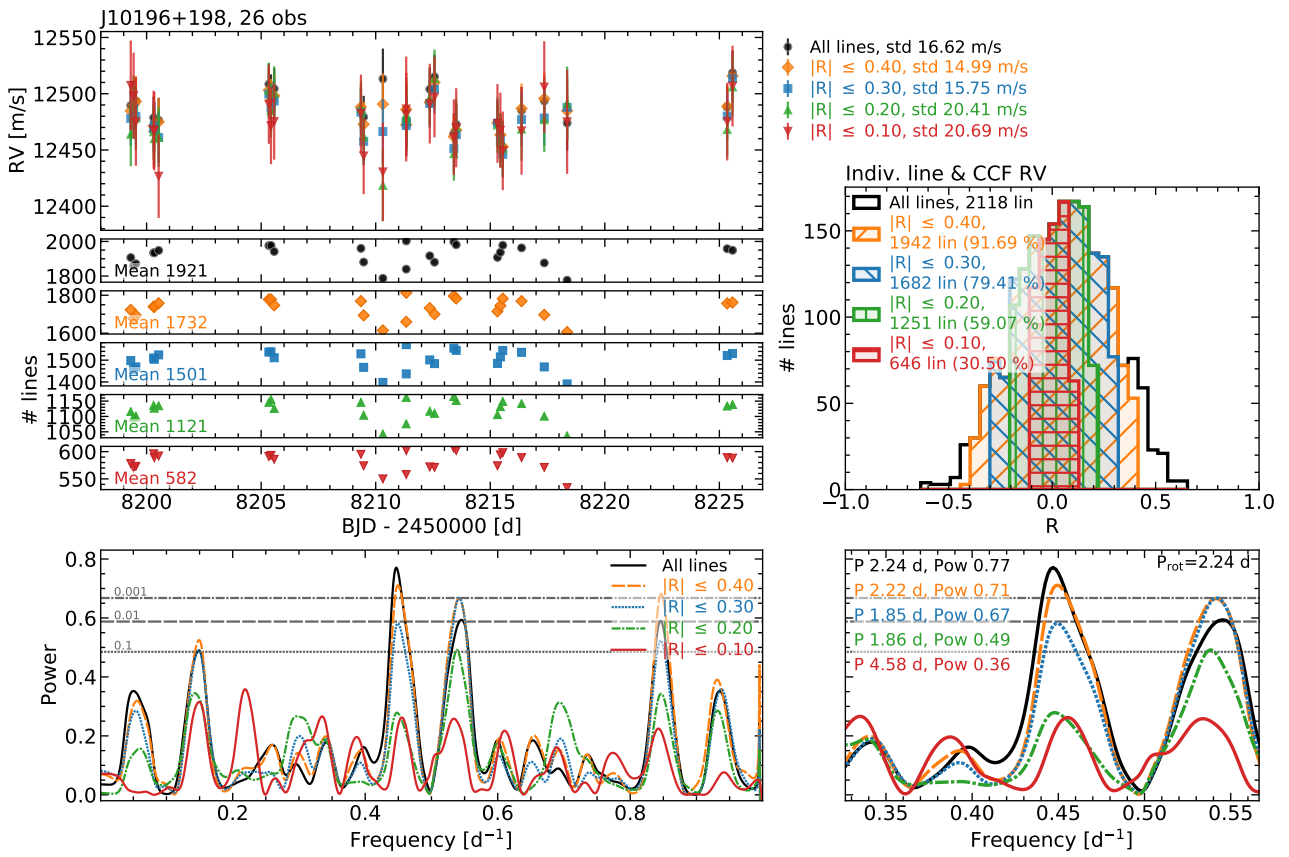 J10196+198, 26 obs
12550
12500
12450
12400
RV [m/s]
All lines, std 16.62 m/s
|R| ≤ 0.40, std 14.99 m/s
|R| ≤ 0.30, std 15.75 m/s
|R| ≤ 0.20, std 20.41 m/s
|R| ≤ 0.10, std 20.69 m/s
2000
1800
Mean 1921
1800
1600
Mean 1732
1500
1400
Mean 1501
1150
1050
Mean 1121
600
550
Mean 582
# lines
8200
8205
8210
8215
8220
8225
BJD - 2450000 [d]
Indiv. line & CCF RV
All lines, 2118 lin
|R| ≤ 0.40,
1942 lin (91.69 %)
|R| ≤ 0.30,
1682 lin (79.41 %)
|R| ≤ 0.20,
1251 lin (59.07 %)
|R| ≤ 0.10,
646 lin (30.50 %)
150
100
50
0
# lines
−1.0
−0.5
0.0
0.5
1.0
R
0.8
0.6
0.4
0.2
0.0
Power
0.001
0.01
0.1
All lines
|R| ≤ 0.40
|R| ≤ 0.30
|R| ≤ 0.20
|R| ≤ 0.10
0.2
0.4
0.6
0.8
Frequency [d⁻¹]
P 2.24 d, Pow 0.77
P 2.22 d, Pow 0.71
P 1.85 d, Pow 0.67
P 1.86 d, Pow 0.49
P 4.58 d, Pow 0.36
Prot=2.24 d
0.35
0.40
0.45
0.50
0.55
Frequency [d⁻¹]